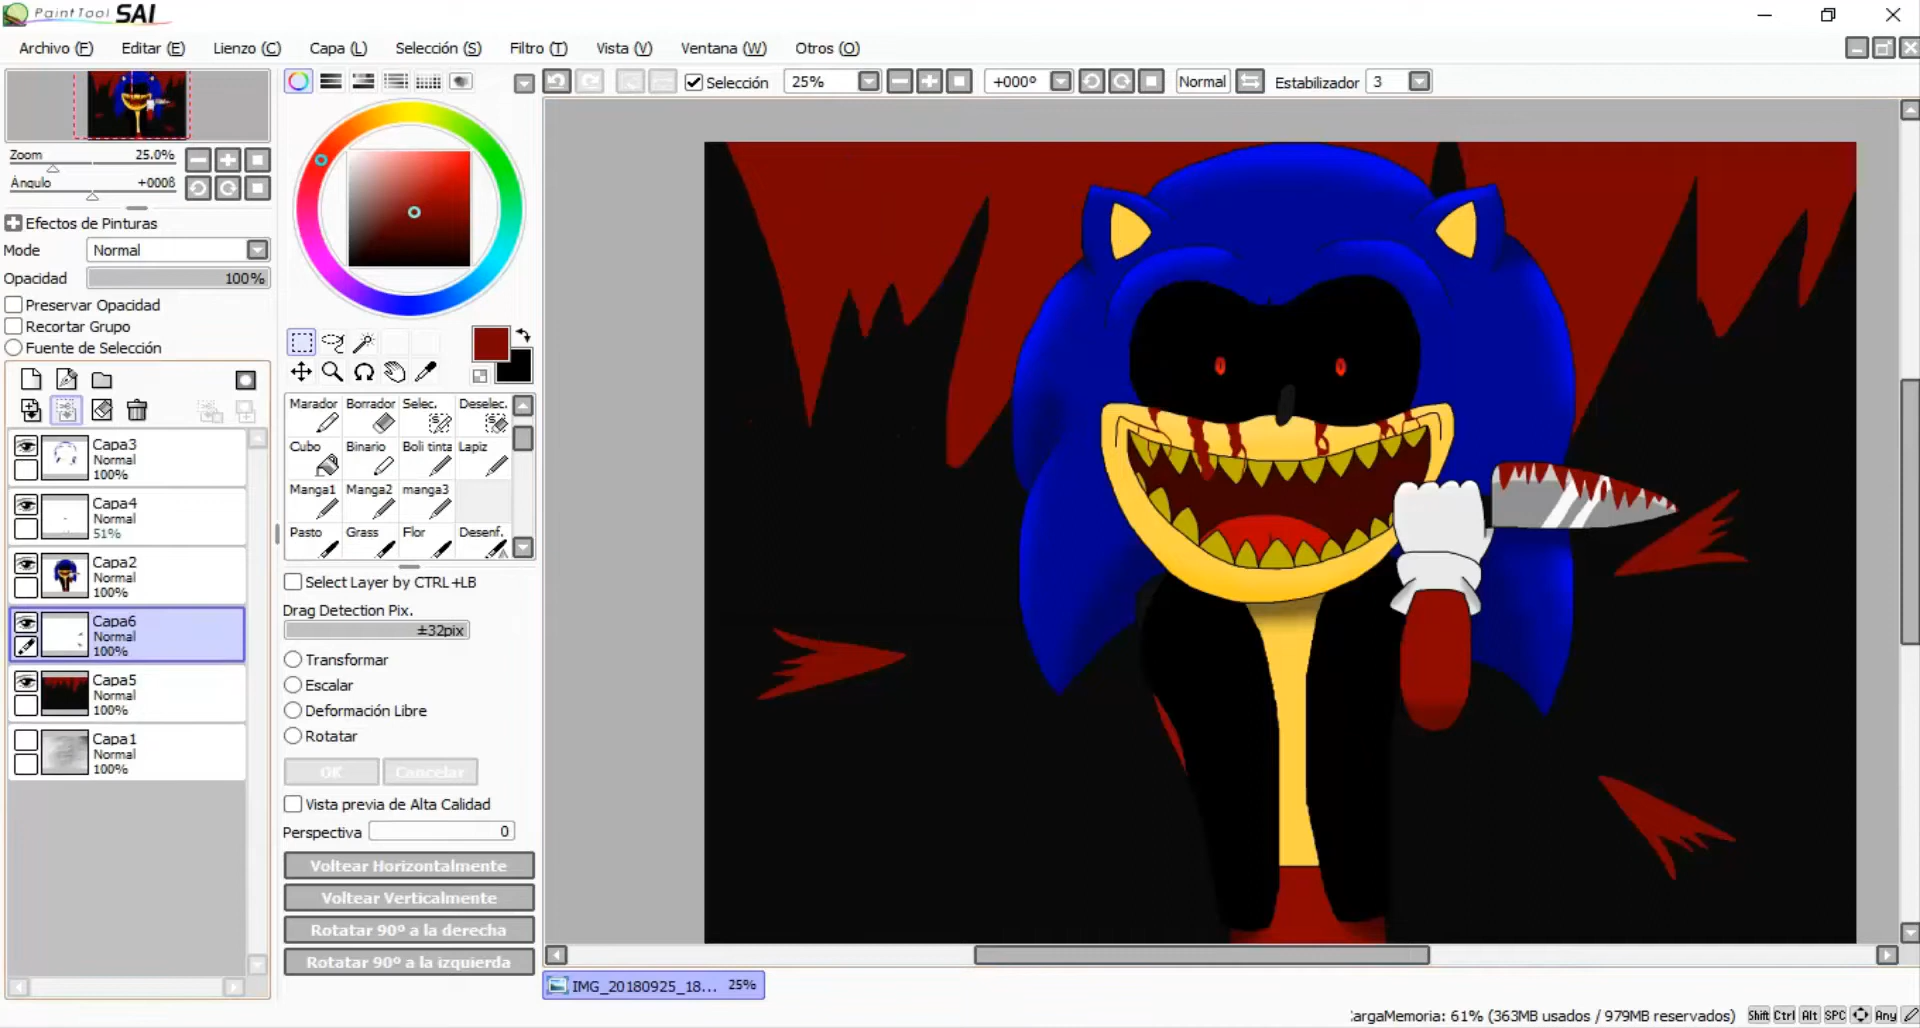 PaintTool SAI
Archivo (F) Editar (E) Lienzo (C) Capa (L) Selección (S) Filtro (T) Vista (V) Ventana (W) Otros (O)
Selección 25% +000º Normal Estabilizador 3
Zoom 25.0%
Ángulo +000ß
Efectos de Pinturas
Mode Normal
Opacidad 100%
Preservar Opacidad
Recortar Grupo
Fuente de Selección
Capa3
Normal
100%
Capa4
Normal
51%
Capa2
Normal
100%
Capa6
Normal
100%
Capa5
Normal
100%
Capa1
Normal
100%
Marador Borrador Selec. Deselec.
Cubo Binario Boli tinta Lapiz
Manga1 Manga2 manga3
Pasto Grass Flor Desenf.
Select Layer by CTRL+LB
Drag Detection Pix.
±32pix
Transformar
Escalar
Deformación Libre
Rotatar
OK Cancelar
Vista previa de Alta Calidad
Perspectiva 0
Voltear Horizontalmente
Voltear Verticalmente
Rotatar 90º a la derecha
Rotatar 90º a la izquierda
IMG_20180925_18... 25%
CargaMemoria: 61% (363MB usados / 979MB reservados) Shift Ctrl Alt SPC Any